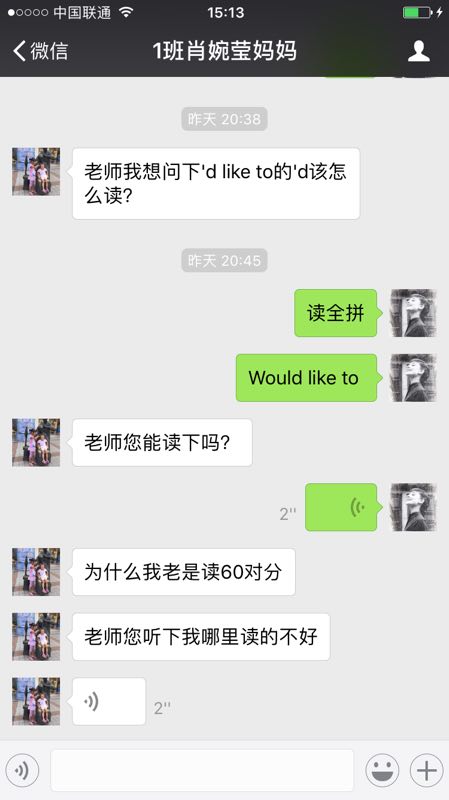 中国联通 15:13
微信 1班肖婉莹妈妈
昨天 20:38
老师我想问下'd like to的'd该怎
么读?
昨天 20:45
读全拼
Would like to
老师您能读下吗?
2''
为什么我老是读60对分
老师您听下我哪里读的不好
2''